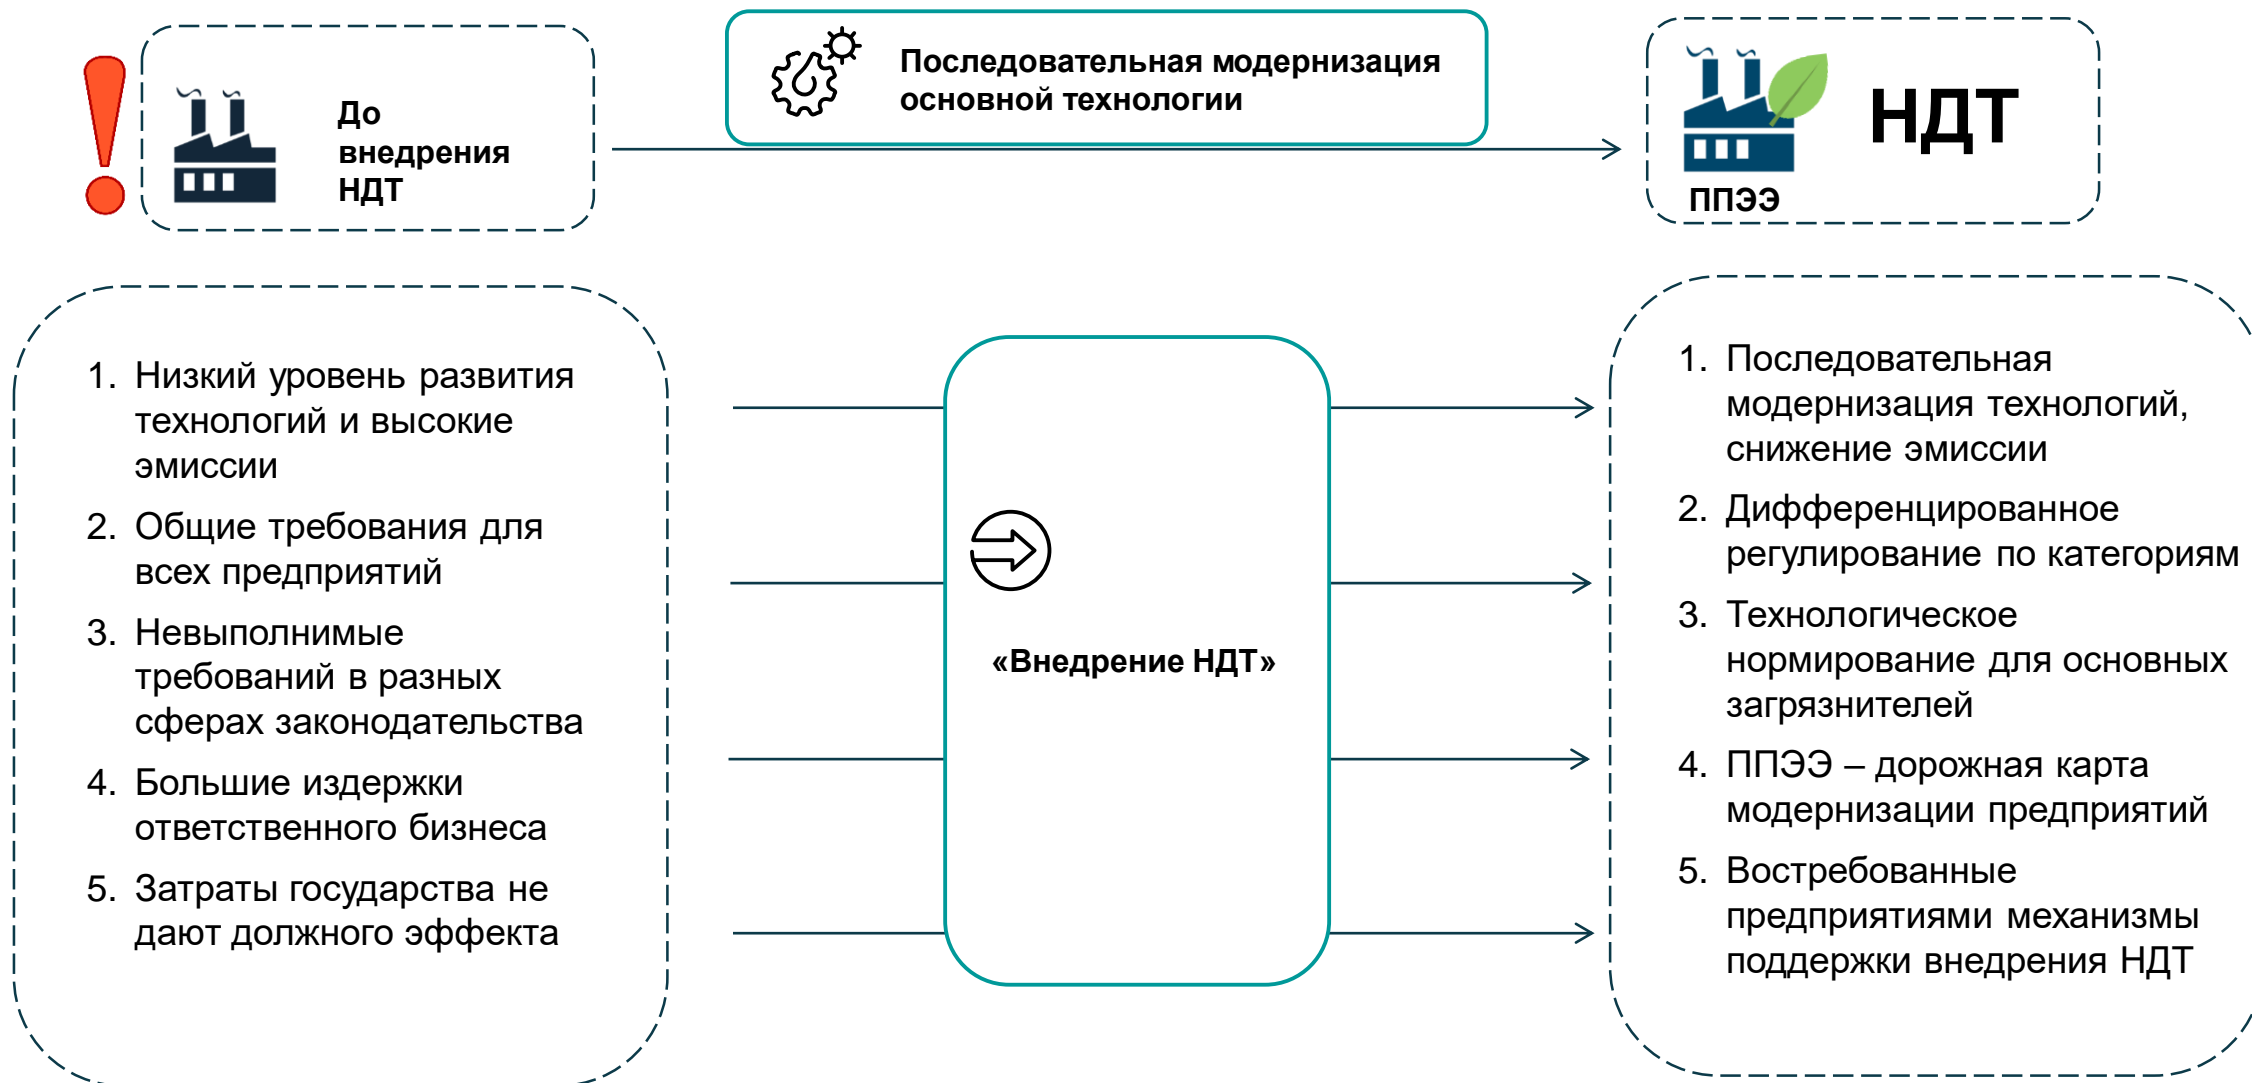 До
внедрения
НДТ
Последовательная модернизация
основной технологии
НДТ
ППЭЭ
1. Низкий уровень развития
технологий и высокие
эмиссии
2. Общие требования для
всех предприятий
3. Невыполнимые
требований в разных
сферах законодательства
4. Большие издержки
ответственного бизнеса
5. Затраты государства не
дают должного эффекта
«Внедрение НДТ»
1. Последовательная
модернизация технологий,
снижение эмиссии
2. Дифференцированное
регулирование по категориям
3. Технологическое
нормирование для основных
загрязнителей
4. ППЭЭ – дорожная карта
модернизации предприятий
5. Востребованные
предприятиями механизмы
поддержки внедрения НДТ